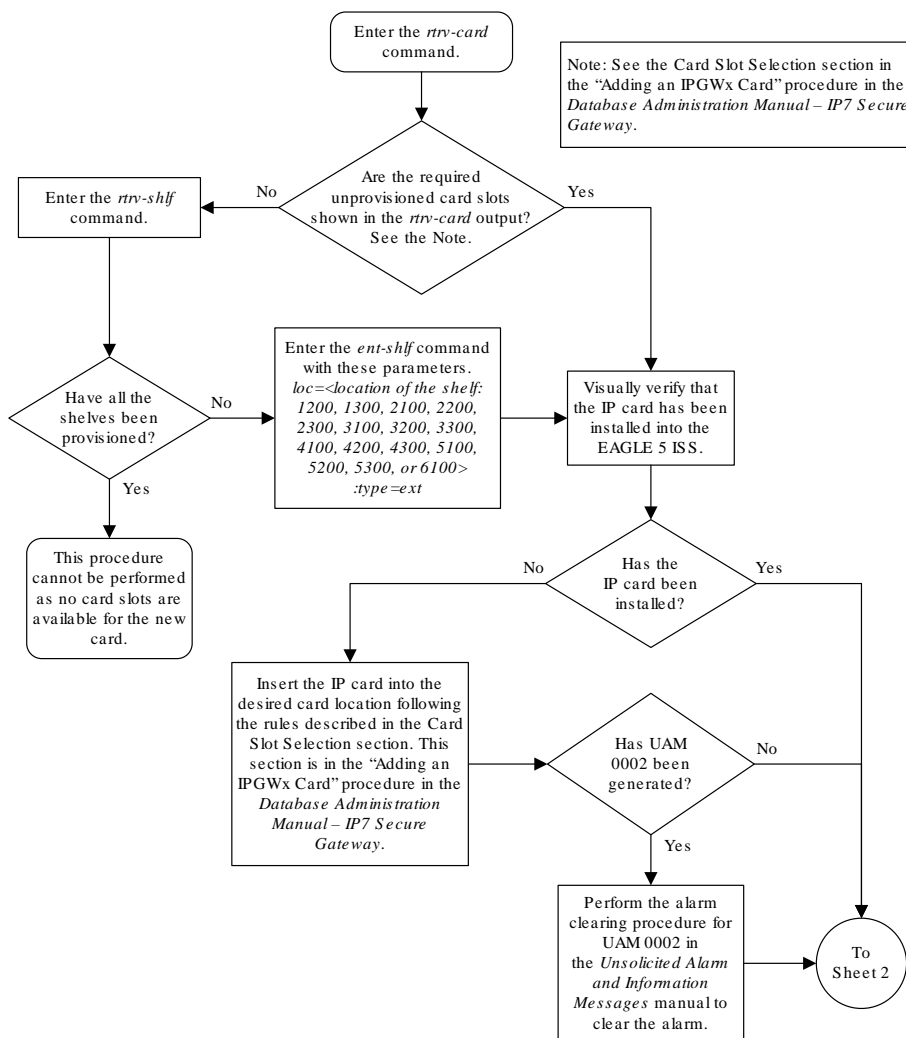 Enter the rtrv-card
command.
Note: See the Card Slot Selection section in
the “Adding an IPGWx Card” procedure in the
Database Administration Manual – IP7 Secure
Gateway.
Are the required
unprovisioned card slots
shown in the rtrv-card output?
See the Note.
No
Yes
Enter the rtrv-shlf
command.
Have all the
shelves been
provisioned?
No
Yes
Enter the ent-shlf command
with these parameters.
loc=<location of the shelf:
1200, 1300, 2100, 2200,
2300, 3100, 3200, 3300,
4100, 4200, 4300, 5100,
5200, 5300, or 6100>
:type=ext
Visually verify that
the IP card has been
installed into the
EAGLE 5 ISS.
This procedure
cannot be performed
as no card slots are
available for the new
card.
Has the
IP card been
installed?
No
Yes
Insert the IP card into the
desired card location following
the rules described in the Card
Slot Selection section. This
section is in the “Adding an
IPGWx Card” procedure in the
Database Administration
Manual – IP7 Secure
Gateway.
Has UAM
0002 been
generated?
No
Yes
Perform the alarm
clearing procedure for
UAM 0002 in
the Unsolicited Alarm
and Information
Messages manual to
clear the alarm.
To
Sheet 2